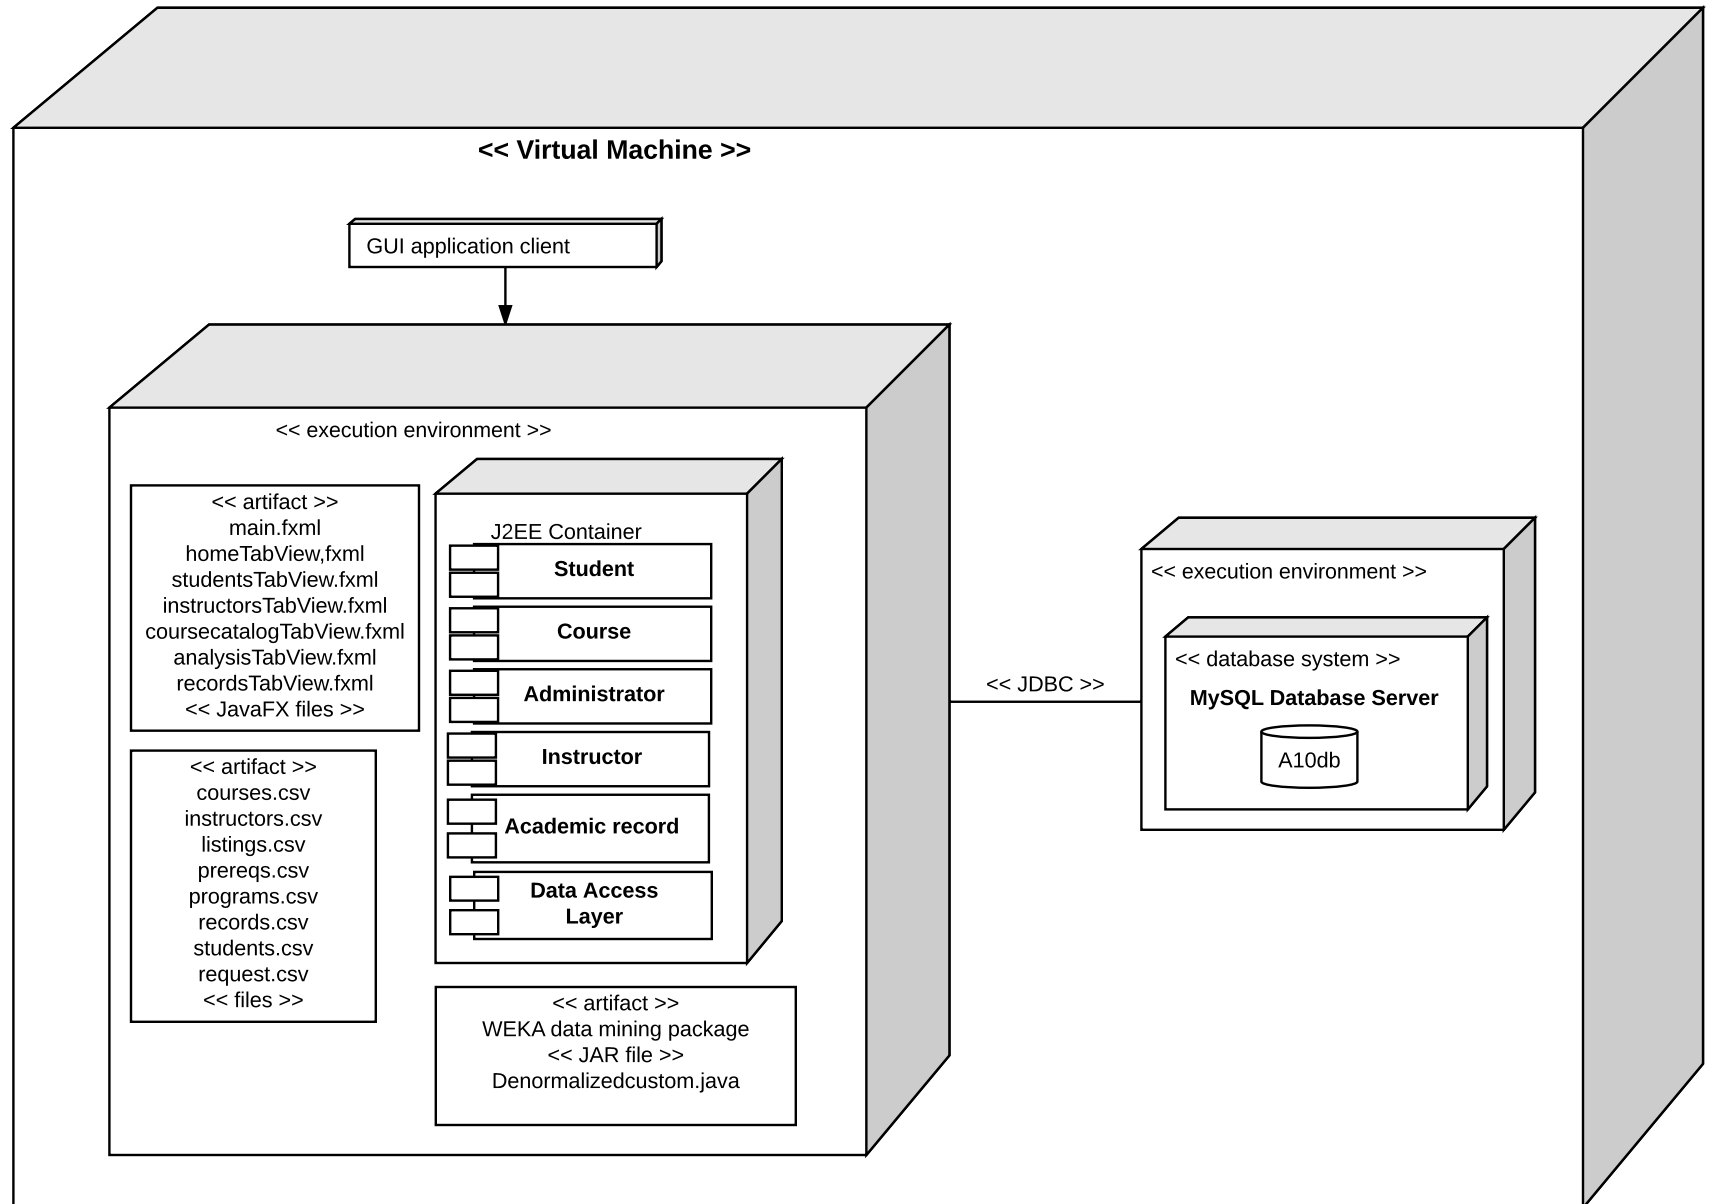 << Virtual Machine >>
GUI application client
<< execution environment >>
<< artifact >>
main.fxml
homeTabView,fxml
studentsTabView.fxml
instructorsTabView.fxml
coursecatalogTabView.fxml
analysisTabView.fxml
recordsTabView.fxml
<< JavaFX files >>
<< artifact >>
courses.csv
instructors.csv
listings.csv
prereqs.csv
programs.csv
records.csv
students.csv
request.csv
<< files >>
J2EE Container
Student
Course
Administrator
Instructor
Academic record
Data Access
Layer
<< artifact >>
WEKA data mining package
<< JAR file >>
Denormalizedcustom.java
<< JDBC >>
<< execution environment >>
<< database system >>
MySQL Database Server
A10db